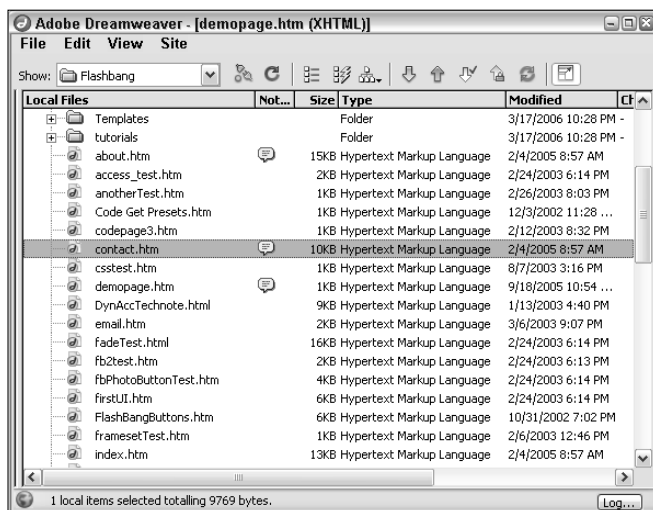 Adobe Dreamweaver - [demopage.htm (XHTML)]
File Edit View Site
Show: Flashbang
Local Files Not... Size Type Modified Ch
Templates Folder 3/17/2006 10:28 PM -
tutorials Folder 3/17/2006 10:28 PM -
about.htm 15KB Hypertext Markup Language 2/4/2005 8:57 AM
access_test.htm 2KB Hypertext Markup Language 2/24/2003 6:14 PM
anotherTest.htm 1KB Hypertext Markup Language 2/26/2003 8:03 PM
Code Get Presets.htm 1KB Hypertext Markup Language 12/3/2002 11:28 ...
codepage3.htm 1KB Hypertext Markup Language 2/12/2003 8:32 PM
contact.htm 10KB Hypertext Markup Language 2/4/2005 8:57 AM
csstest.htm 1KB Hypertext Markup Language 8/7/2003 3:16 PM
demopage.htm 1KB Hypertext Markup Language 9/18/2005 10:54 ...
DynAccTechnote.html 9KB Hypertext Markup Language 1/13/2003 4:40 PM
email.htm 2KB Hypertext Markup Language 3/6/2003 9:07 PM
fadeTest.html 16KB Hypertext Markup Language 2/24/2003 6:14 PM
fb2test.htm 2KB Hypertext Markup Language 2/24/2003 6:13 PM
fbPhotoButtonTest.htm 4KB Hypertext Markup Language 2/24/2003 6:14 PM
firstUI.htm 6KB Hypertext Markup Language 2/24/2003 6:14 PM
FlashBangButtons.htm 6KB Hypertext Markup Language 10/31/2002 7:02 PM
framesetTest.htm 1KB Hypertext Markup Language 2/6/2003 12:46 PM
index.htm 13KB Hypertext Markup Language 2/4/2005 8:57 AM
1 local items selected totalling 9769 bytes. Log...